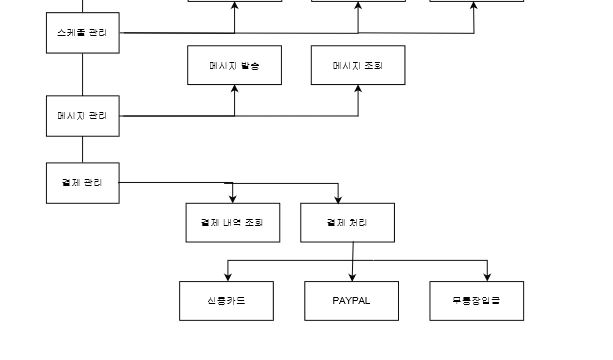 스케줄 관리
메시지 발송
메시지 조회
메시지 관리
결제 관리
결제 내역 조회
결제 처리
신용카드
PAYPAL
무통장입금